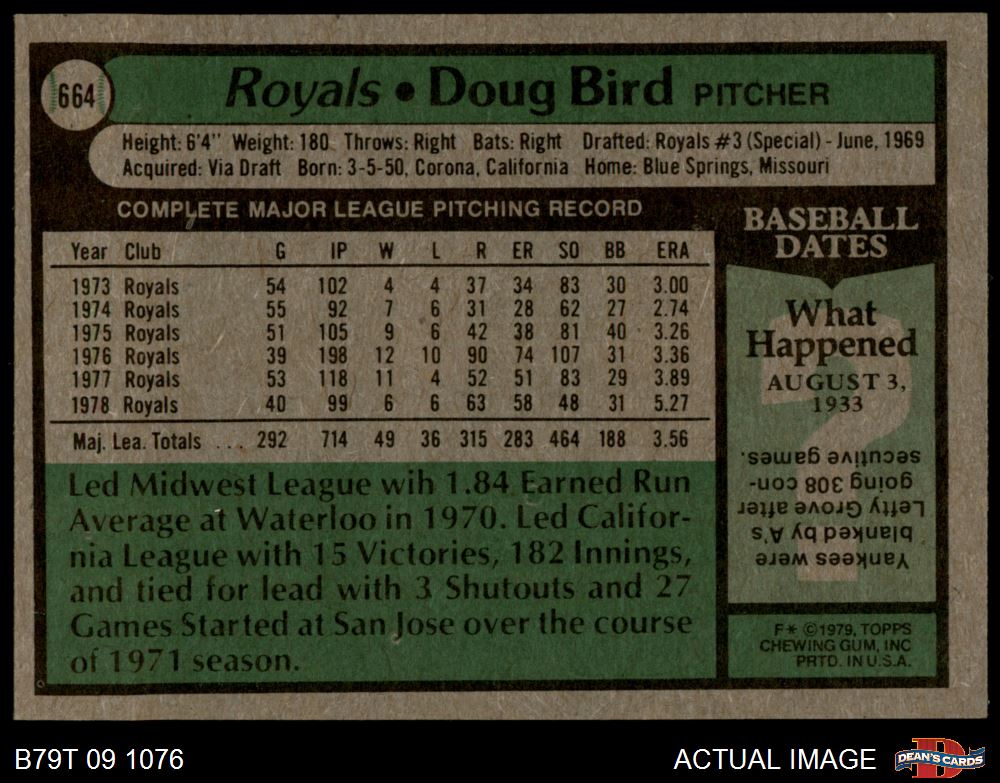 664
Royals • Doug Bird PITCHER
Height: 6'4" Weight: 180 Throws: Right Bats: Right Drafted: Royals #3 (Special) - June, 1969
Acquired: Via Draft Born: 3-5-50, Corona, California Home: Blue Springs, Missouri
COMPLETE MAJOR LEAGUE PITCHING RECORD
Year Club G IP W L R ER SO BB ERA
1973 Royals 54 102 4 4 37 34 83 30 3.00
1974 Royals 55 92 7 6 31 28 62 27 2.74
1975 Royals 51 105 9 6 42 38 81 40 3.26
1976 Royals 39 198 12 10 90 74 107 31 3.36
1977 Royals 53 118 11 4 52 51 83 29 3.89
1978 Royals 40 99 6 6 63 58 48 31 5.27
Maj. Lea. Totals ... 292 714 49 36 315 283 464 188 3.56
Led Midwest League wih 1.84 Earned Run
Average at Waterloo in 1970. Led Califor-
nia League with 15 Victories, 182 Innings,
and tied for lead with 3 Shutouts and 27
Games Started at San Jose over the course
of 1971 season.
BASEBALL
DATES
What
Happened
AUGUST 3,
1933
?
Yankees were
blanked by A's
Lefty Grove after
going 308 con-
secutive games.
F* ©1979, TOPPS
CHEWING GUM, INC
PRTD. IN U.S.A.
B79T 09 1076
ACTUAL IMAGE
D
DEAN'S CARDS